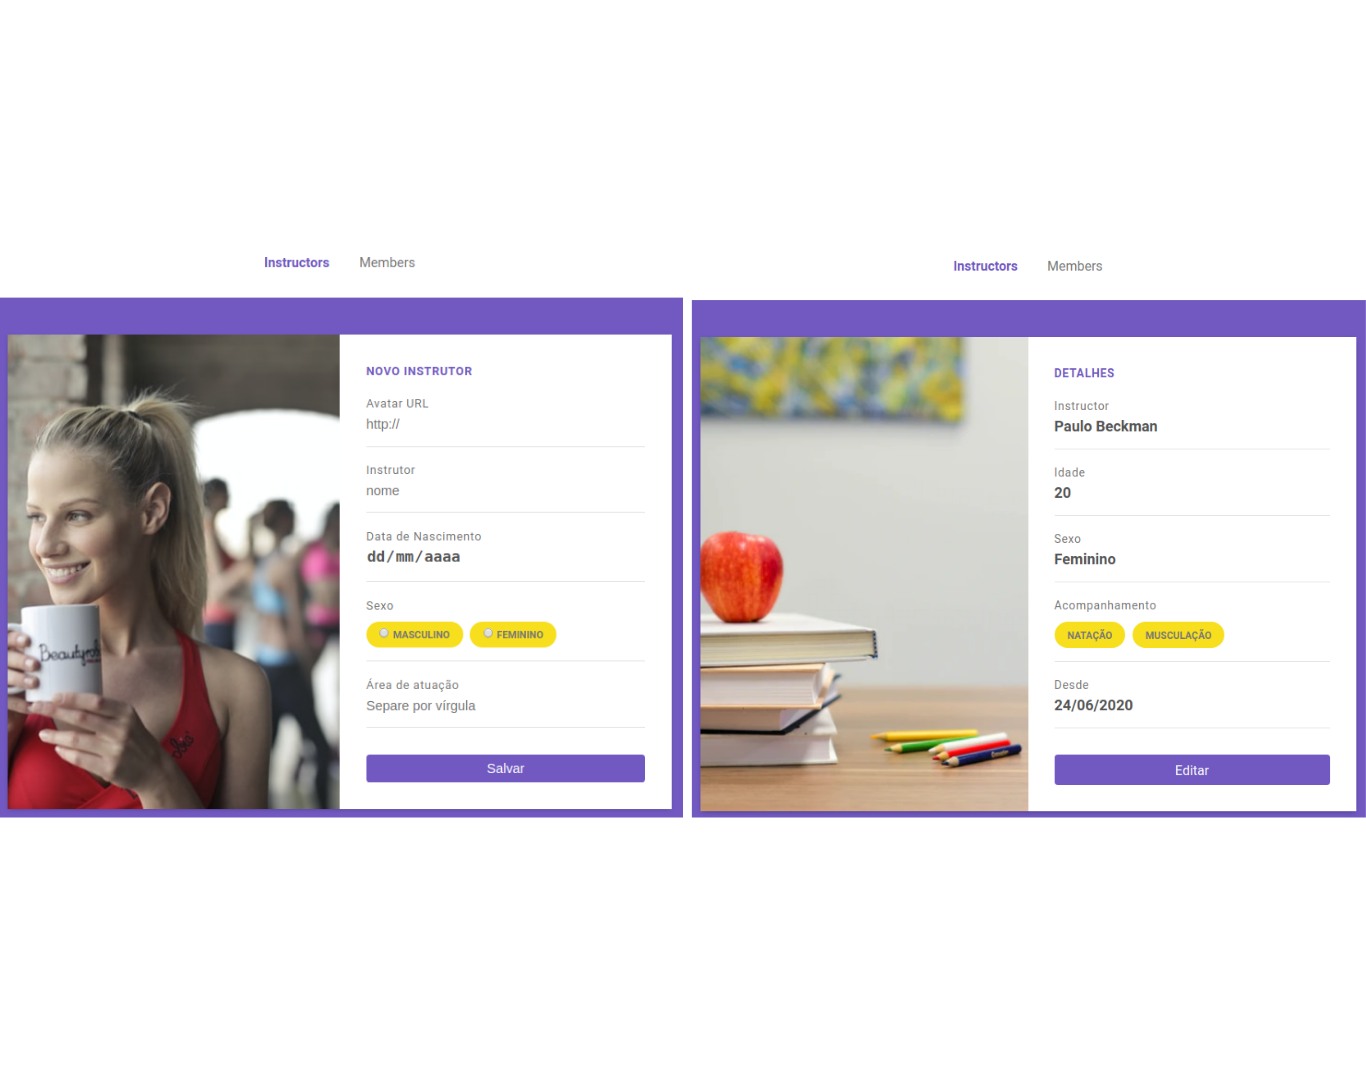 Instructors Members
NOVO INSTRUTOR
Avatar URL
http://
Instrutor
nome
Data de Nascimento
dd/mm/aaaa
Sexo
MASCULINO FEMININO
Área de atuação
Separe por vírgula
Salvar
Instructors Members
DETALHES
Instructor
Paulo Beckman
Idade
20
Sexo
Feminino
Acompanhamento
NATAÇÃO MUSCULAÇÃO
Desde
24/06/2020
Editar